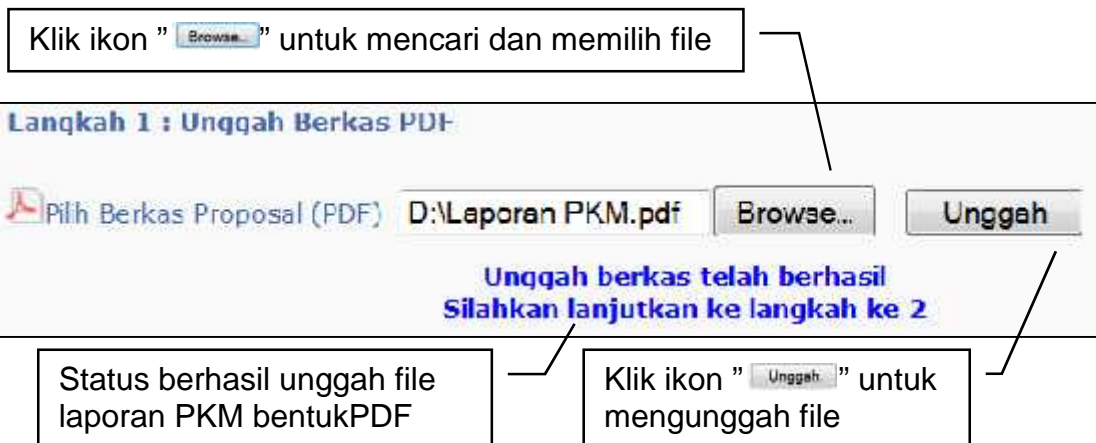 Klik ikon " Browse... " untuk mencari dan memilih file
Langkah 1 : Unggah Berkas PDF
Pilih Berkas Proposal (PDF) D:\Laporan PKM.pdf Browse... Unggah
Unggah berkas telah berhasil
Silahkan lanjutkan ke langkah ke 2
Status berhasil unggah file
laporan PKM bentukPDF
Klik ikon " Unggah " untuk
mengunggah file